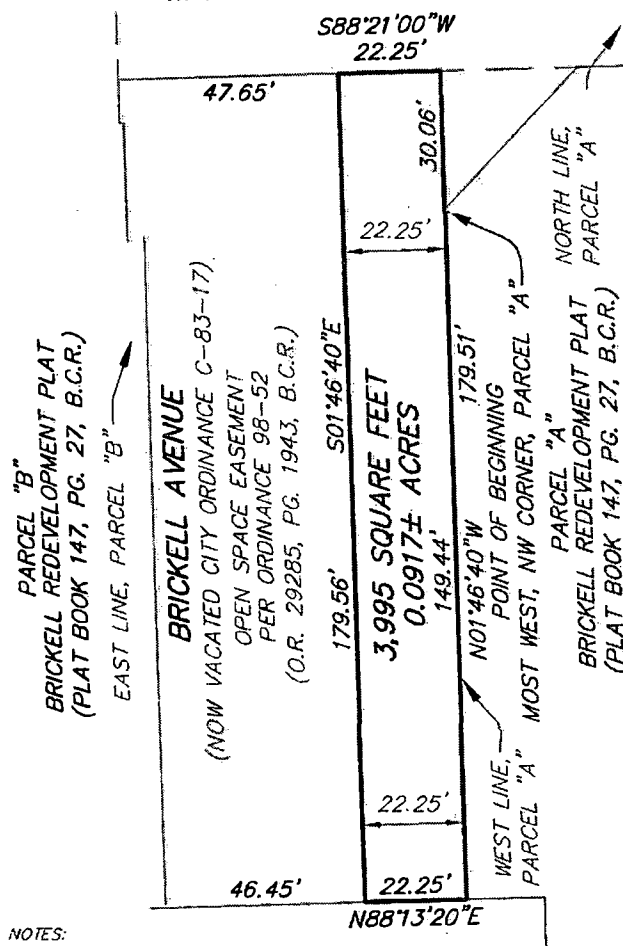 S88°21'00"W
22.25'
47.65'
30.06'
22.25'
NORTH LINE,
PARCEL "A"
PARCEL "B"
BRICKELL REDEVELOPMENT PLAT
(PLAT BOOK 147, PG. 27, B.C.R.)
EAST LINE, PARCEL "B"
BRICKELL AVENUE
(NOW VACATED CITY ORDINANCE C-83-17)
OPEN SPACE EASEMENT
PER ORDINANCE 98-52
(O.R. 29285, PG. 1943, B.C.R.)
S01°46'40"E
179.56'
3,995 SQUARE FEET
0.0917± ACRES
149.44'
179.51'
N01°46'40"W
POINT OF BEGINNING
MOST WEST, NW CORNER, PARCEL "A"
PARCEL "A"
BRICKELL REDEVELOPMENT PLAT
(PLAT BOOK 147, PG. 27, B.C.R.)
WEST LINE,
PARCEL "A"
22.25'
46.45'
22.25'
N88°13'20"E
NOTES: